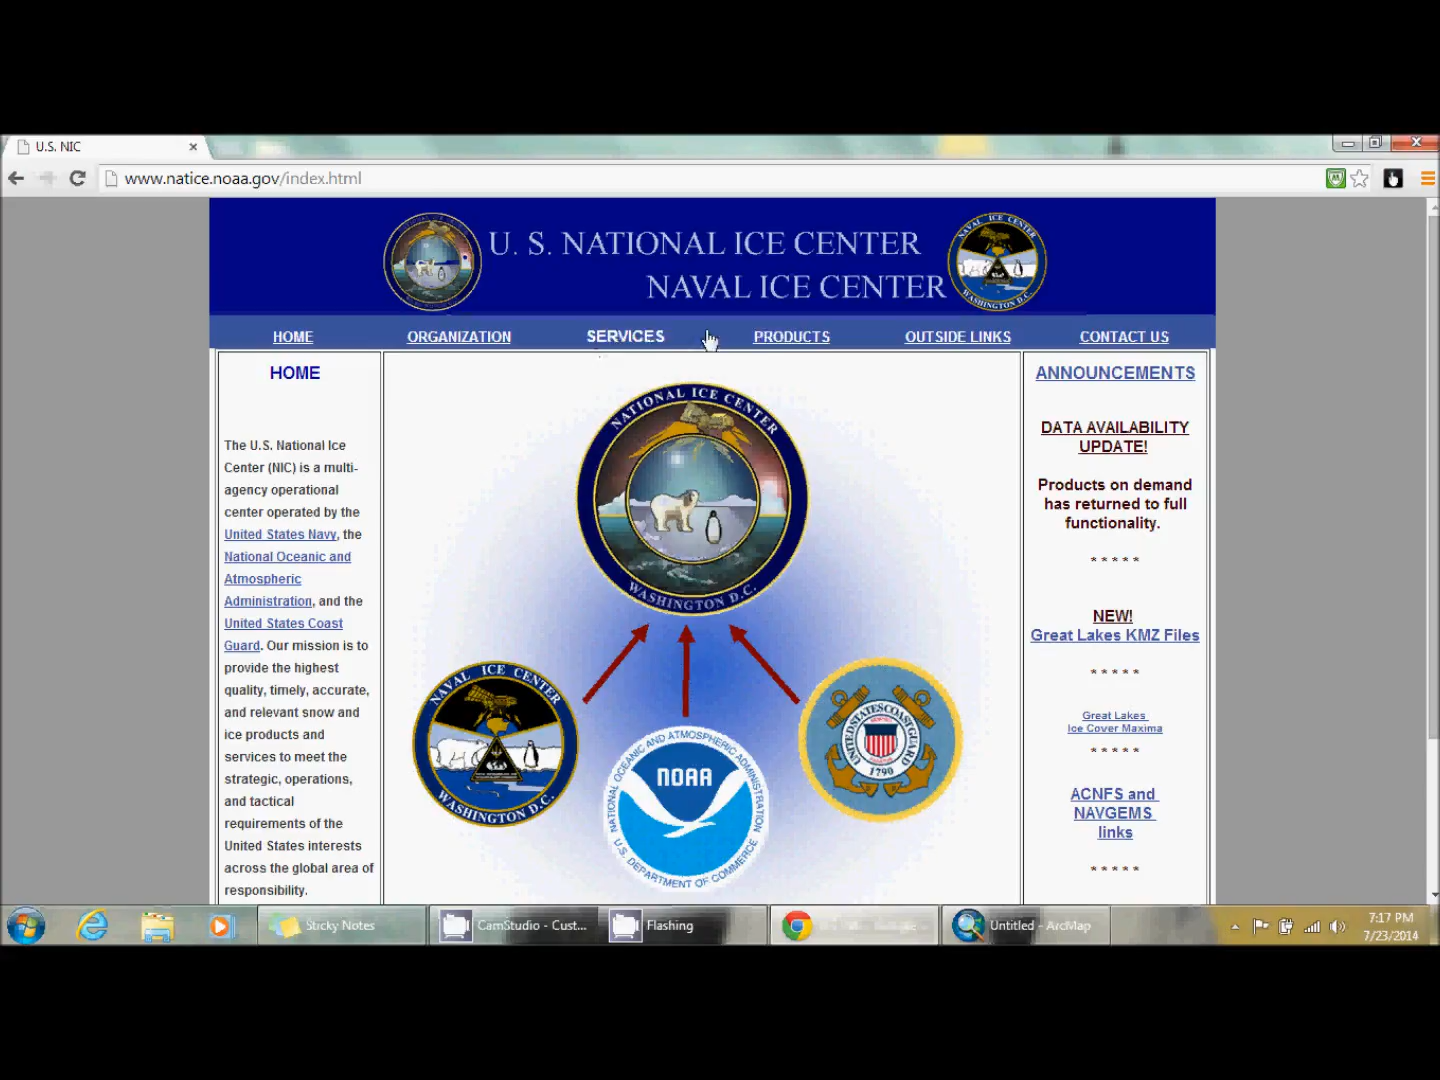 U.S. NIC
www.natice.noaa.gov/index.html
U. S. NATIONAL ICE CENTER
NAVAL ICE CENTER
NAVAL ICE CENTER
WASHINGTON D.C.
HOME
ORGANIZATION
SERVICES
PRODUCTS
OUTSIDE LINKS
CONTACT US
HOME
The U.S. National Ice
Center (NIC) is a multi-
agency operational
center operated by the
United States Navy, the
National Oceanic and
Atmospheric
Administration, and the
United States Coast
Guard. Our mission is to
provide the highest
quality, timely, accurate,
and relevant snow and
ice products and
services to meet the
strategic, operations,
and tactical
requirements of the
United States interests
across the global area of
responsibility.
NATIONAL ICE CENTER
WASHINGTON D.C.
NAVAL ICE CENTER
WASHINGTON D.C.
NATIONAL OCEANIC AND ATMOSPHERIC ADMINISTRATION
NOAA
U.S. DEPARTMENT OF COMMERCE
UNITED STATES COAST GUARD
1790
ANNOUNCEMENTS
DATA AVAILABILITY
UPDATE!
Products on demand
has returned to full
functionality.
* * * * *
NEW!
Great Lakes KMZ Files
* * * * *
Great Lakes
Ice Cover Maxima
* * * * *
ACNFS and
NAVGEMS
links
* * * * *
Sticky Notes
CamStudio - Cust...
Flashing
Untitled - ArcMap
7:17 PM
7/23/2014